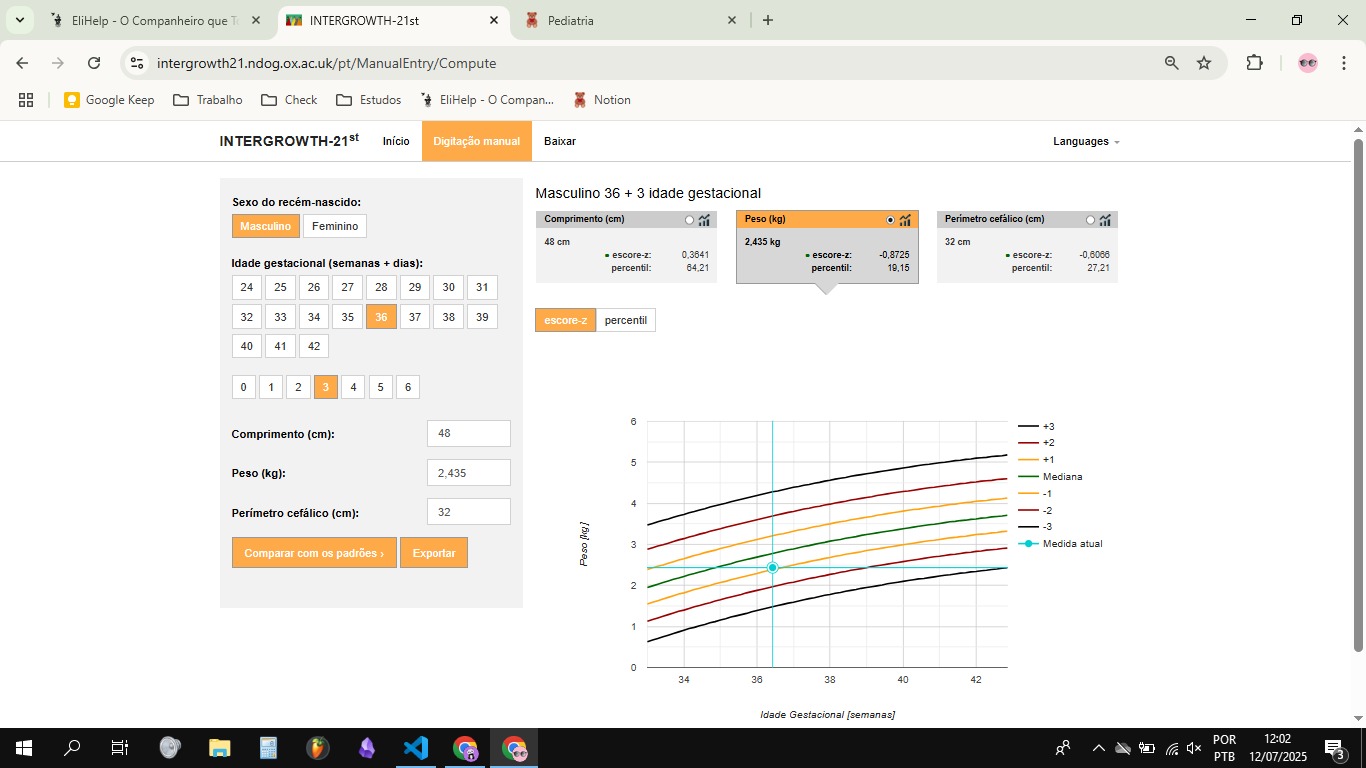 EliHelp - O Companheiro que T
INTERGROWTH-21st
Pediatria
intergrowth21.ndog.ox.ac.uk/pt/ManualEntry/Compute
Google Keep
Trabalho
Check
Estudos
EliHelp - O Compan...
Notion
INTERGROWTH-21st
Início
Digitação manual
Baixar
Languages
Sexo do recém-nascido:
Masculino
Feminino
Idade gestacional (semanas + dias):
24 25 26 27 28 29 30 31
32 33 34 35 36 37 38 39
40 41 42
0 1 2 3 4 5 6
Comprimento (cm): 48
Peso (kg): 2,435
Perímetro cefálico (cm): 32
Comparar com os padrões ›
Exportar
Masculino 36 + 3 idade gestacional
Comprimento (cm)
48 cm
escore-z: 0,3641
percentil: 64,21
Peso (kg)
2,435 kg
escore-z: -0,8725
percentil: 19,15
Perímetro cefálico (cm)
32 cm
escore-z: -0,6066
percentil: 27,21
escore-z
percentil
6
5
4
3
2
1
0
Peso [kg]
34 36 38 40 42
Idade Gestacional [semanas]
+3
+2
+1
Mediana
-1
-2
-3
Medida atual
POR
PTB
12:02
12/07/2025
3